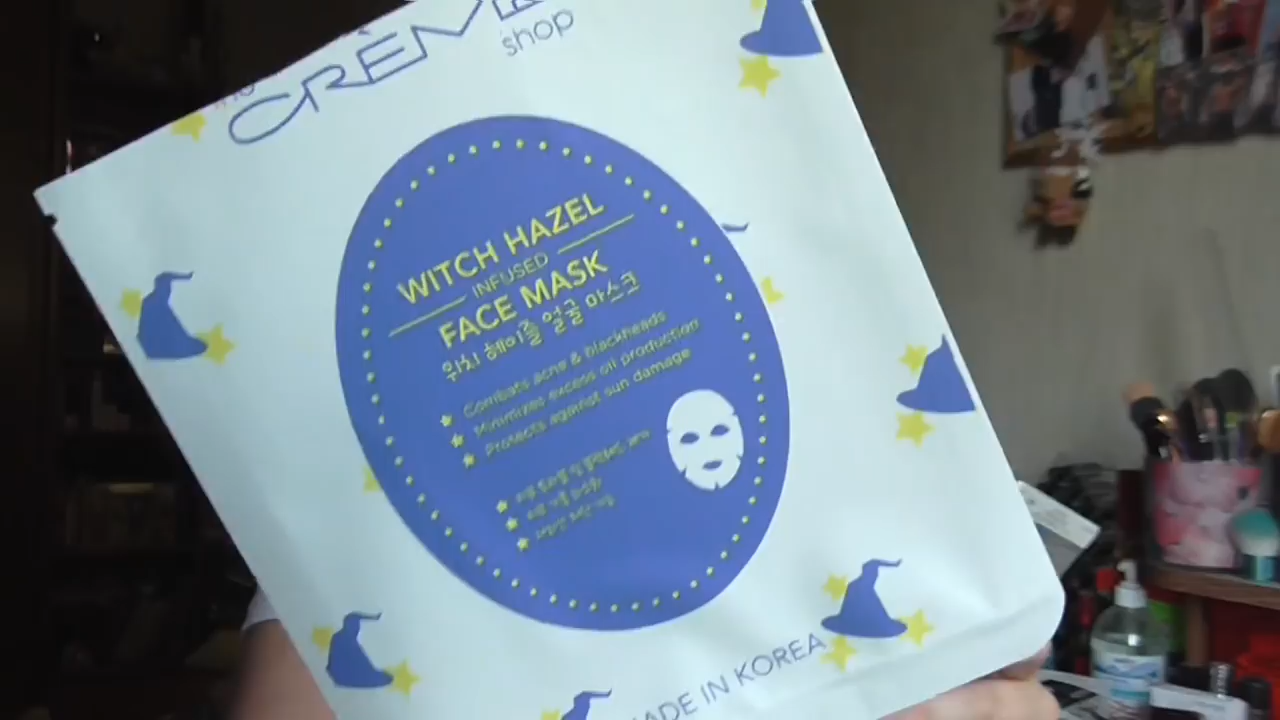 CRÈME
shop
WITCH HAZEL
INFUSED
FACE MASK
위치 헤이즐 얼굴 마스크
Combats acne & blackheads
Minimizes excess oil production
Protects against sun damage
MADE IN KOREA